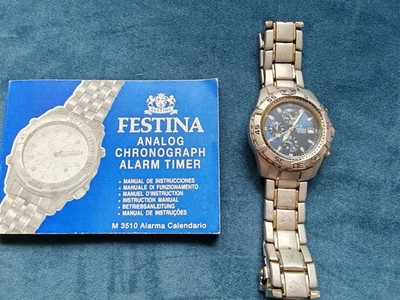 FESTINA
FESTINA
ANALOG
CHRONOGRAPH
ALARM TIMER
• MANUAL DE INSTRUCCIONES
• MANUALE DI FUNZIONAMENTO
• MANUEL D'INSTRUCTION
• INSTRUCTION MANUAL
• BETRIEBSANLEITUNG
• MANUAL DE INSTRUÇÕES
M 3510 Alarma Calendario